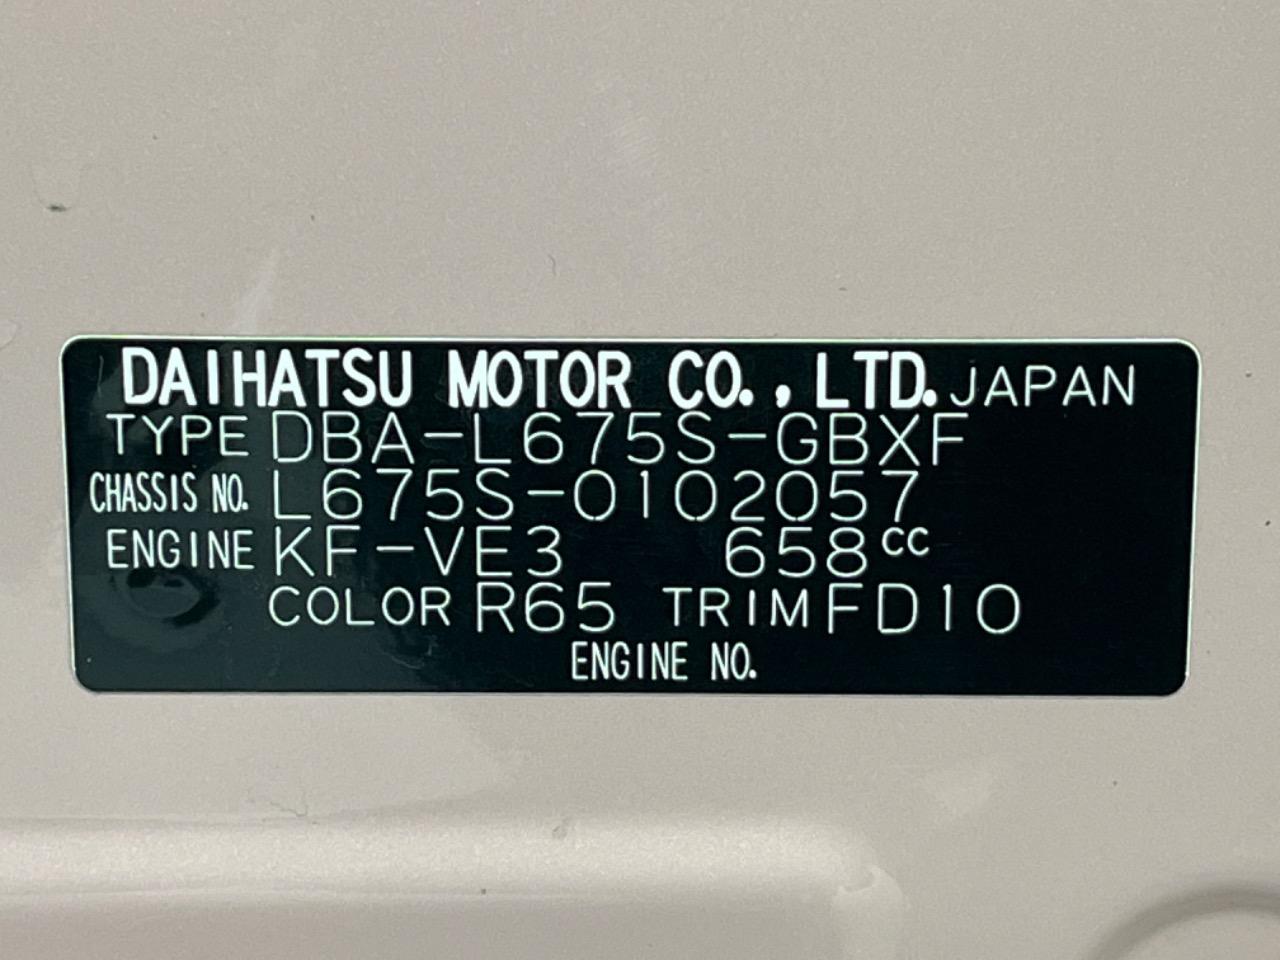 DAIHATSU MOTOR CO., LTD. JAPAN
TYPE DBA-L675S-GBXF
CHASSIS NO. L675S-0102057
ENGINE KF-VE3 658cc
COLOR R65 TRIM FD10
ENGINE NO.